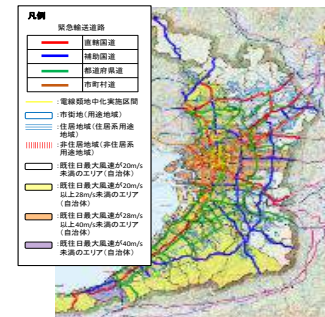 凡例
緊急輸送道路
直轄国道
補助国道
都道府県道
市町村道
:電線類地中化実施区間
:市街地(用途地域)
:住居地域(住居系用途
地域)
:非住居地域(非住居系
用途地域)
:既往日最大風速が20m/s
未満のエリア(自治体)
:既往日最大風速が20m/s
以上28m/s未満のエリア
(自治体)
:既往日最大風速が28m/s
以上40m/s未満のエリア
(自治体)
:既往日最大風速が40m/s
未満のエリア(自治体)